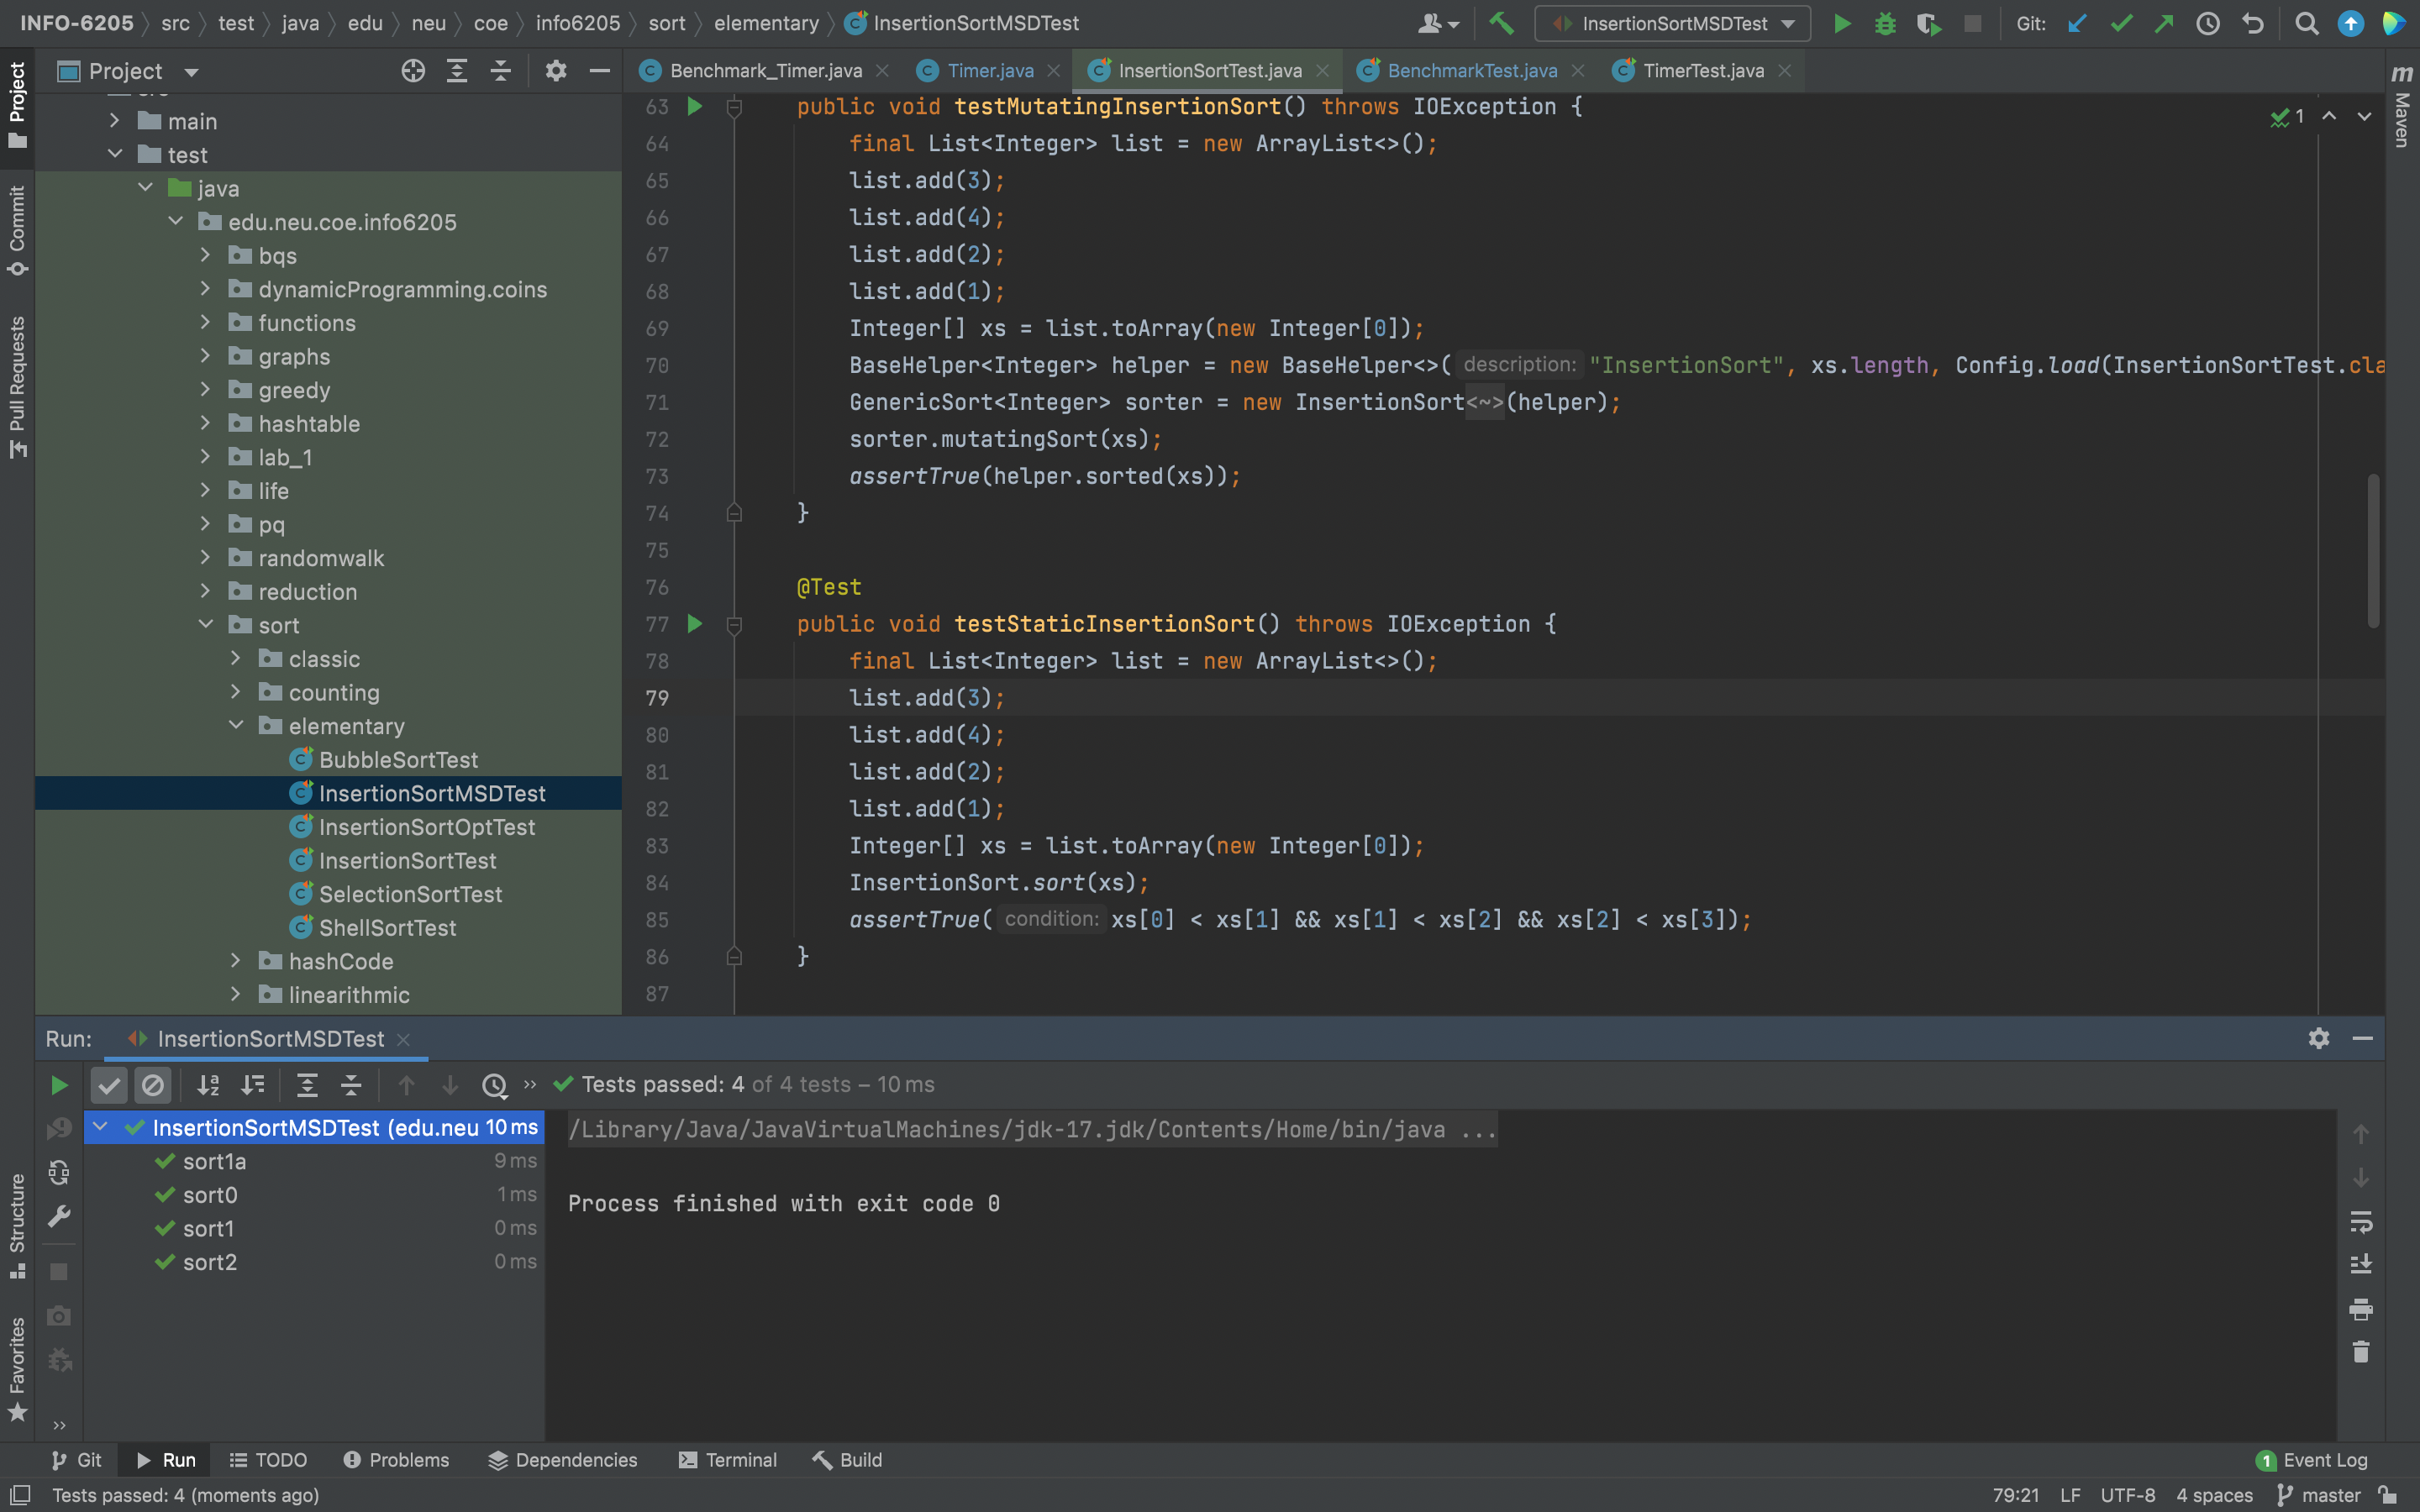 INFO-6205 src test java edu neu coe info6205 sort elementary InsertionSortMSDTest
InsertionSortMSDTest
Git:
Project
Benchmark_Timer.java
Timer.java
InsertionSortTest.java
BenchmarkTest.java
TimerTest.java
Project
Commit
Pull Requests
Structure
Favorites
m
Maven
main
test
java
edu.neu.coe.info6205
bqs
dynamicProgramming.coins
functions
graphs
greedy
hashtable
lab_1
life
pq
randomwalk
reduction
sort
classic
counting
elementary
BubbleSortTest
InsertionSortMSDTest
InsertionSortOptTest
InsertionSortTest
SelectionSortTest
ShellSortTest
hashCode
linearithmic
1
63 public void testMutatingInsertionSort() throws IOException {
64 final List<Integer> list = new ArrayList<>();
65 list.add(3);
66 list.add(4);
67 list.add(2);
68 list.add(1);
69 Integer[] xs = list.toArray(new Integer[0]);
70 BaseHelper<Integer> helper = new BaseHelper<>( description: "InsertionSort", xs.length, Config.load(InsertionSortTest.cla
71 GenericSort<Integer> sorter = new InsertionSort<~>(helper);
72 sorter.mutatingSort(xs);
73 assertTrue(helper.sorted(xs));
74 }
75
76 @Test
77 public void testStaticInsertionSort() throws IOException {
78 final List<Integer> list = new ArrayList<>();
79 list.add(3);
80 list.add(4);
81 list.add(2);
82 list.add(1);
83 Integer[] xs = list.toArray(new Integer[0]);
84 InsertionSort.sort(xs);
85 assertTrue( condition: xs[0] < xs[1] && xs[1] < xs[2] && xs[2] < xs[3]);
86 }
87
Run: InsertionSortMSDTest
Tests passed: 4 of 4 tests – 10 ms
InsertionSortMSDTest (edu.neu 10 ms
sort1a 9 ms
sort0 1 ms
sort1 0 ms
sort2 0 ms
/Library/Java/JavaVirtualMachines/jdk-17.jdk/Contents/Home/bin/java ...
Process finished with exit code 0
Git Run TODO Problems Dependencies Terminal Build 1 Event Log
Tests passed: 4 (moments ago) 79:21 LF UTF-8 4 spaces master